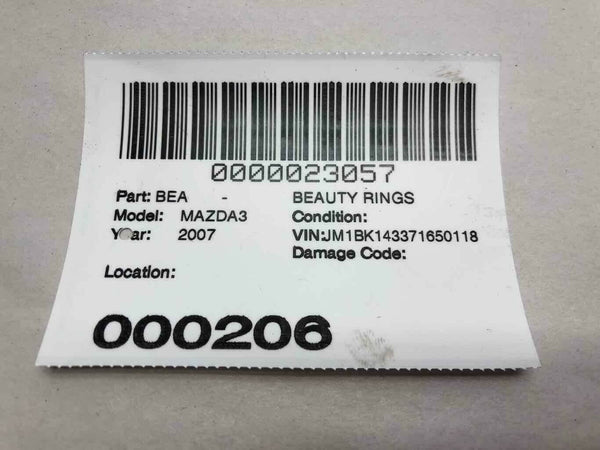 0000023057
Part: BEA - BEAUTY RINGS
Model: MAZDA3 Condition:
Year: 2007 VIN:JM1BK143371650118
Damage Code:
Location:
000206